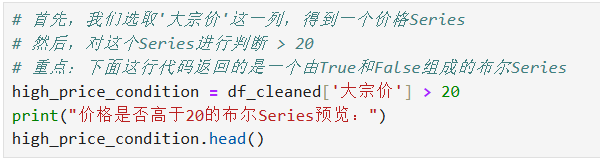 # 首先，我们选取'大宗价'这一列，得到一个价格Series
# 然后，对这个Series进行判断 > 20
# 重点：下面这行代码返回的是一个由True和False组成的布尔Series
high_price_condition = df_cleaned['大宗价'] > 20
print("价格是否高于20的布尔Series预览：")
high_price_condition.head()